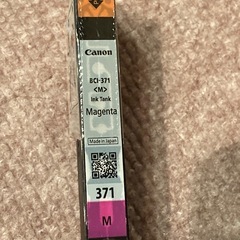 Canon
BCI-371
<M>
Ink Tank
Magenta
Made in Japan
371
M